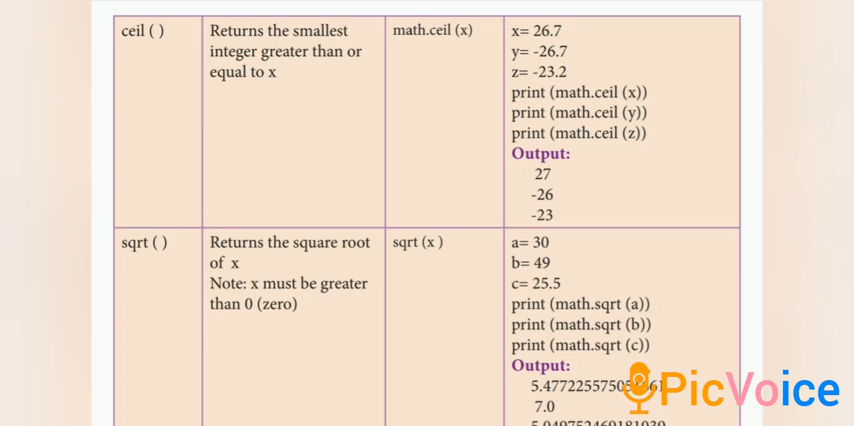 ceil ( )
Returns the smallest
integer greater than or
equal to x
math.ceil (x)
x= 26.7
y= -26.7
z= -23.2
print (math.ceil (x))
print (math.ceil (y))
print (math.ceil (z))
Output:
27
-26
-23
sqrt ( )
Returns the square root
of x
Note: x must be greater
than 0 (zero)
sqrt (x )
a= 30
b= 49
c= 25.5
print (math.sqrt (a))
print (math.sqrt (b))
print (math.sqrt (c))
Output:
7.0
PicVoice